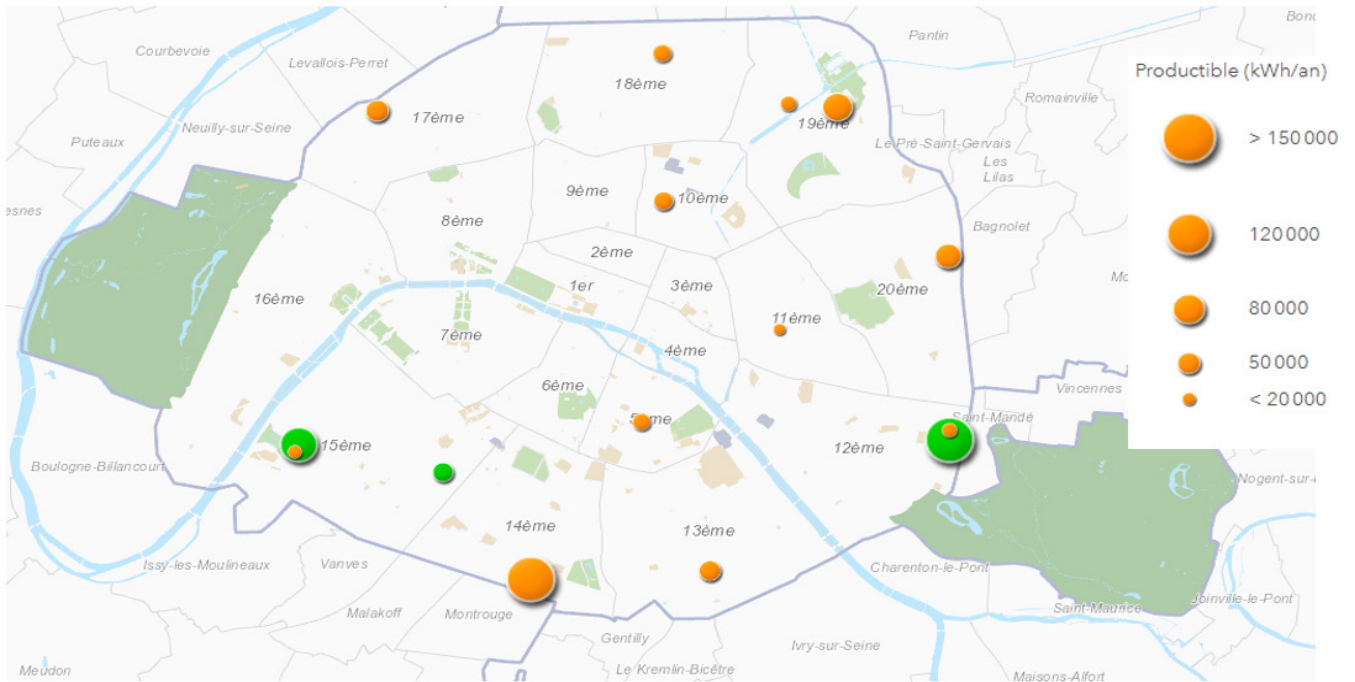 Bond
Pantin
Courbevoie
Levallois-Perret
Productible (kWh/an)
18ème
Romainville
17ème
19ème
Neuilly-sur-Seine
Puteaux
> 150 000
Le Pré-Saint-Gervais
Les
Lilas
9ème
10ème
esnes
8ème
Bagnolet
120 000
2ème
1er
3ème
Mo
16ème
20ème
80 000
11ème
7ème
4ème
50 000
6ème
Vincennes
< 20 000
5ème
Saint-Mandé
15ème
12ème
Boulogne-Billancourt
Nogent-sur-
14ème
13ème
Issy-les-Moulineaux
Vanves
Charenton-le-Pont
Joinville-le-Pont
Malakoff
Montrouge
Saint-Maurice
Gentilly
Ivry-sur-Seine
Meudon
Le Kremlin-Bicêtre
Maisons-Alfort